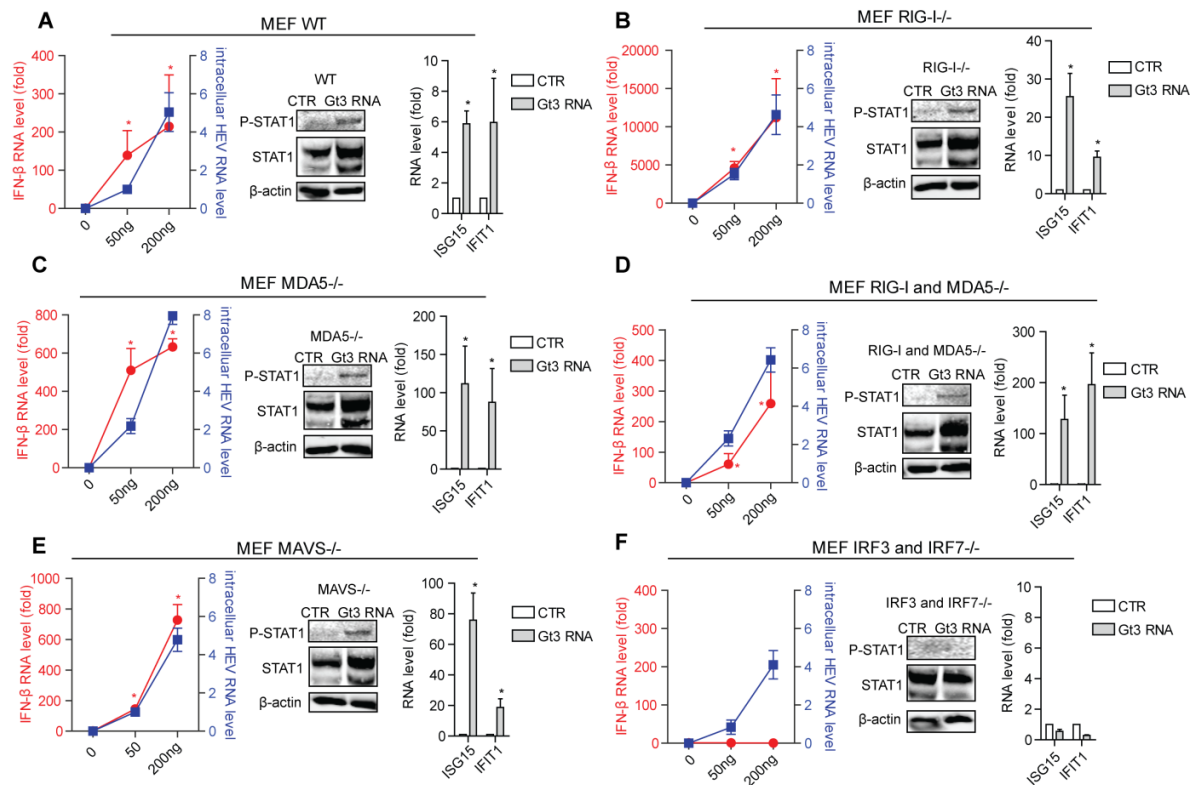 A
MEF WT
IFN-β RNA level (fold)
400
300
200
100
0
8
6
4
2
0
intracelluar HEV RNA level
0
50ng
200ng
*
*
WT
CTR Gt3 RNA
P-STAT1
STAT1
β-actin
RNA level (fold)
10
8
6
4
2
0
*
*
ISG15
IFIT1
CTR
Gt3 RNA
B
MEF RIG-I-/-
IFN-β RNA level (fold)
20000
15000
10000
5000
0
8
6
4
2
0
intracelluar HEV RNA level
0
50ng
200ng
*
*
RIG-I-/-
CTR Gt3 RNA
P-STAT1
STAT1
β-actin
RNA level (fold)
40
30
20
10
0
*
*
ISG15
IFIT1
CTR
Gt3 RNA
C
MEF MDA5-/-
IFN-β RNA level (fold)
800
600
400
200
0
8
6
4
2
0
intracelluar HEV RNA level
0
50ng
200ng
*
*
MDA5-/-
CTR Gt3 RNA
P-STAT1
STAT1
β-actin
RNA level (fold)
200
150
100
50
0
*
*
ISG15
IFIT1
CTR
Gt3 RNA
D
MEF RIG-I and MDA5-/-
IFN-β RNA level (fold)
500
400
300
200
100
0
8
6
4
2
0
intracelluar HEV RNA level
0
50ng
200ng
*
*
RIG-I and MDA5-/-
CTR Gt3 RNA
P-STAT1
STAT1
β-actin
RNA level (fold)
300
200
100
0
*
*
ISG15
IFIT1
CTR
Gt3 RNA
E
MEF MAVS-/-
IFN-β RNA level (fold)
1000
800
600
400
200
0
8
6
4
2
0
intracelluar HEV RNA level
0
50
200ng
*
*
MAVS-/-
CTR Gt3 RNA
P-STAT1
STAT1
β-actin
RNA level (fold)
100
80
60
40
20
0
*
*
ISG15
IFIT1
CTR
Gt3 RNA
F
MEF IRF3 and IRF7-/-
IFN-β RNA level (fold)
400
300
200
100
0
8
6
4
2
0
intracelluar HEV RNA level
0
50ng
200ng
IRF3 and IRF7-/-
CTR Gt3 RNA
P-STAT1
STAT1
β-actin
RNA level (fold)
10
8
6
4
2
0
ISG15
IFIT1
CTR
Gt3 RNA